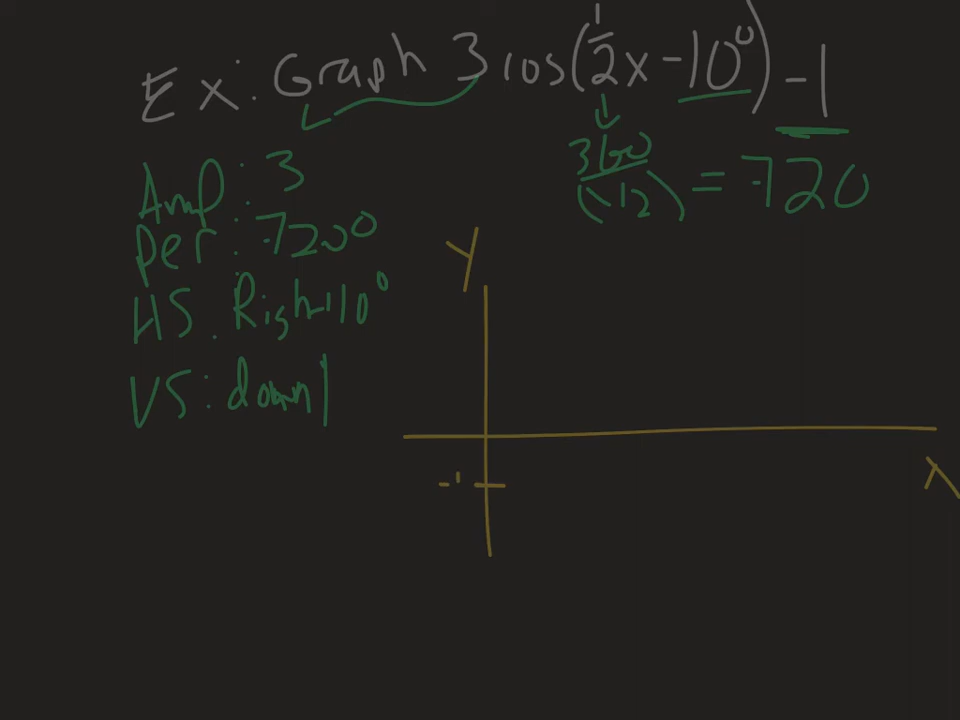 Ex: Graph 3 cos(1/2x - 10°) - 1
360/(1/2) = 720
Amp: 3
Per: 720°
HS: Right 10°
VS: down 1
y
-1
x